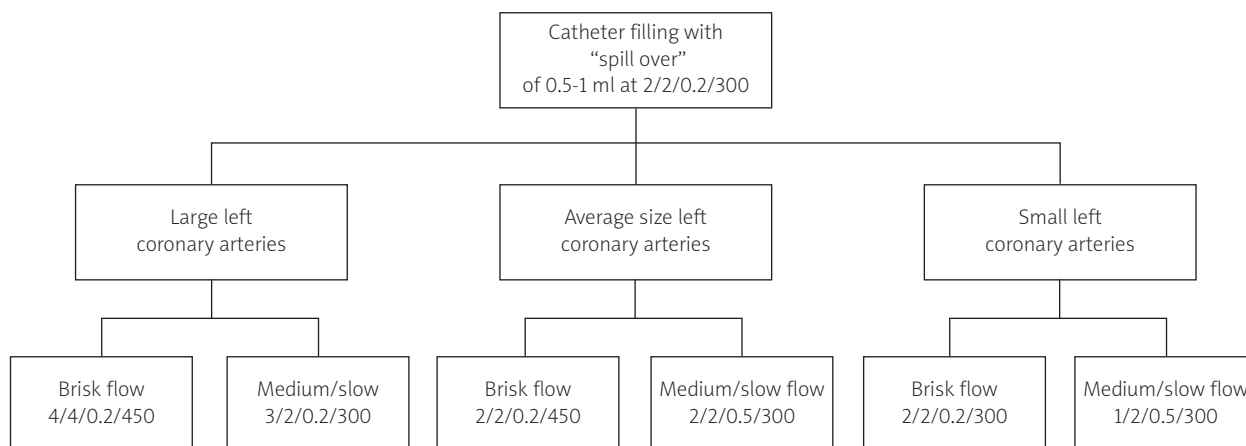 Catheter filling with
“spill over”
of 0.5-1 ml at 2/2/0.2/300
Large left
coronary arteries
Average size left
coronary arteries
Small left
coronary arteries
Brisk flow
4/4/0.2/450
Medium/slow
3/2/0.2/300
Brisk flow
2/2/0.2/450
Medium/slow flow
2/2/0.5/300
Brisk flow
2/2/0.2/300
Medium/slow flow
1/2/0.5/300